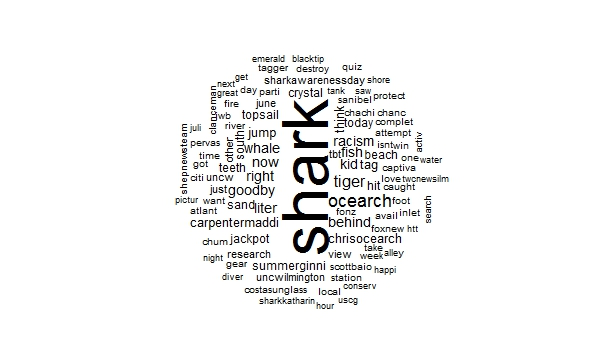 emerald blacktip
tagger destroy quiz
get sharkawarenessday shore
next day parti crystal tank saw
great sanibel protect
clanceman fire june think chachi chanc
wb topsail today complet
juli river jump attempt
shepnewsteam pervas south whale racism isntwin activ
time other now tbt fish beach one water
got teeth right kid tag captiva
citi uncw shark tiger love twcnewsilm
just goodby hit caught
pictur want sand liter ocearch foot
atlant fonz avail inlet search
carpentermaddi behind foxnew htt
chum jackpot chrisocearch
night research view take week alley
gear summerginni scottbaio happi
diver uncwilmington station
costasunglass local conserv
sharkkatharin hour uscg